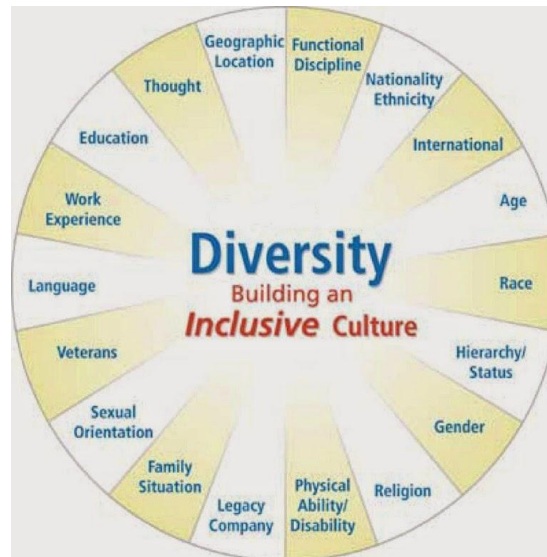 Diversity
Building an
Inclusive Culture
Geographic
Location
Functional
Discipline
Nationality
Ethnicity
International
Age
Race
Hierarchy/
Status
Gender
Religion
Physical
Ability/
Disability
Legacy
Company
Family
Situation
Sexual
Orientation
Veterans
Language
Work
Experience
Education
Thought